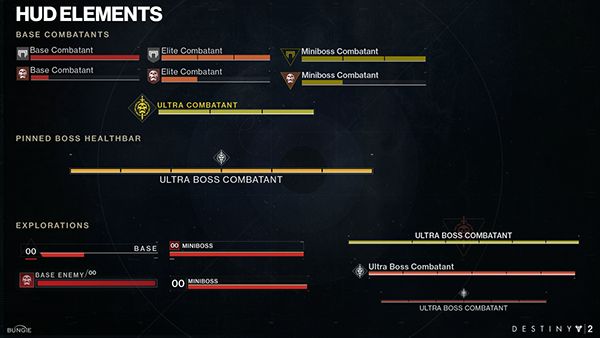 HUD ELEMENTS
BASE COMBATANTS
Base Combatant
Elite Combatant
Miniboss Combatant
Base Combatant
Elite Combatant
Miniboss Combatant
ULTRA COMBATANT
PINNED BOSS HEALTHBAR
ULTRA BOSS COMBATANT
EXPLORATIONS
00 BASE
00 MINIBOSS
BASE ENEMY/00
00 MINIBOSS
ULTRA BOSS COMBATANT
Ultra Boss Combatant
ULTRA BOSS COMBATANT
BUNGIE
DESTINY 2